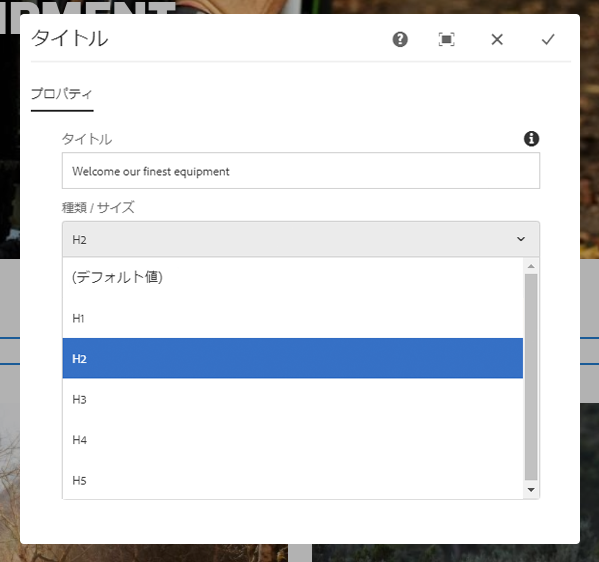 IPMENT
タイトル
プロパティ
タイトル
Welcome our finest equipment
種類 / サイズ
H2
(デフォルト値)
H1
H2
H3
H4
H5